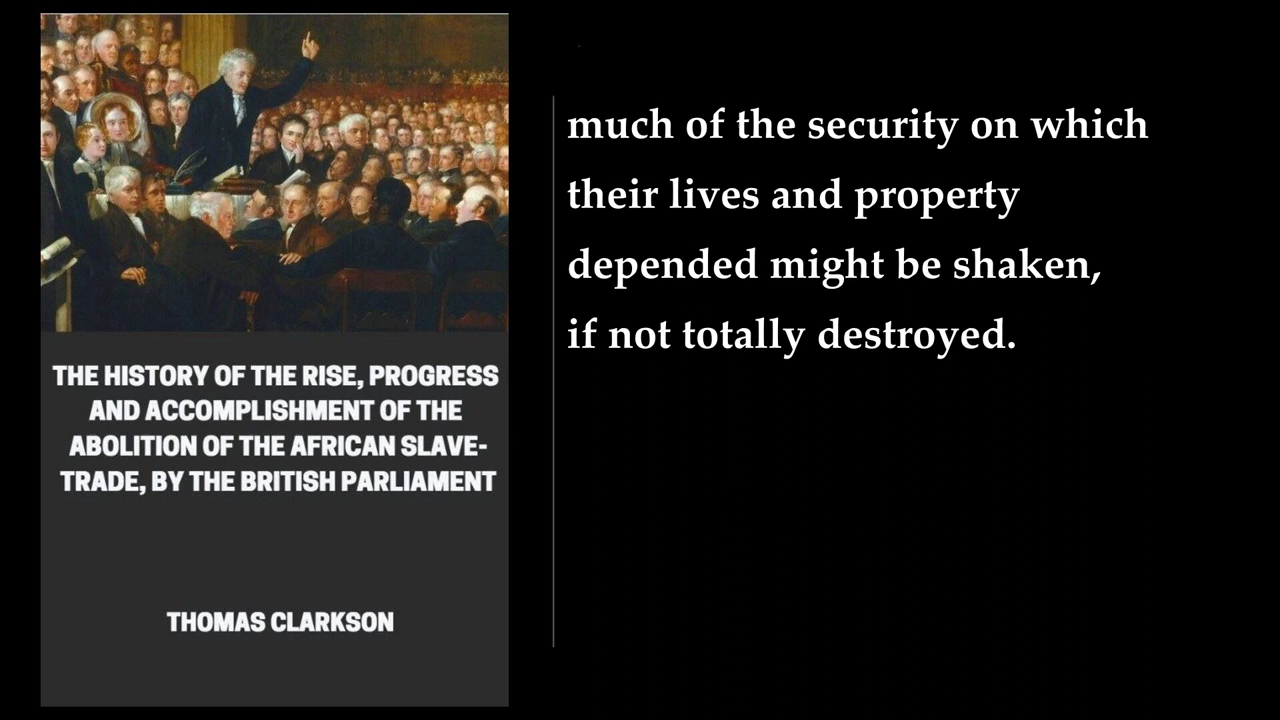 THE HISTORY OF THE RISE, PROGRESS
AND ACCOMPLISHMENT OF THE
ABOLITION OF THE AFRICAN SLAVE-
TRADE, BY THE BRITISH PARLIAMENT
THOMAS CLARKSON
much of the security on which
their lives and property
depended might be shaken,
if not totally destroyed.